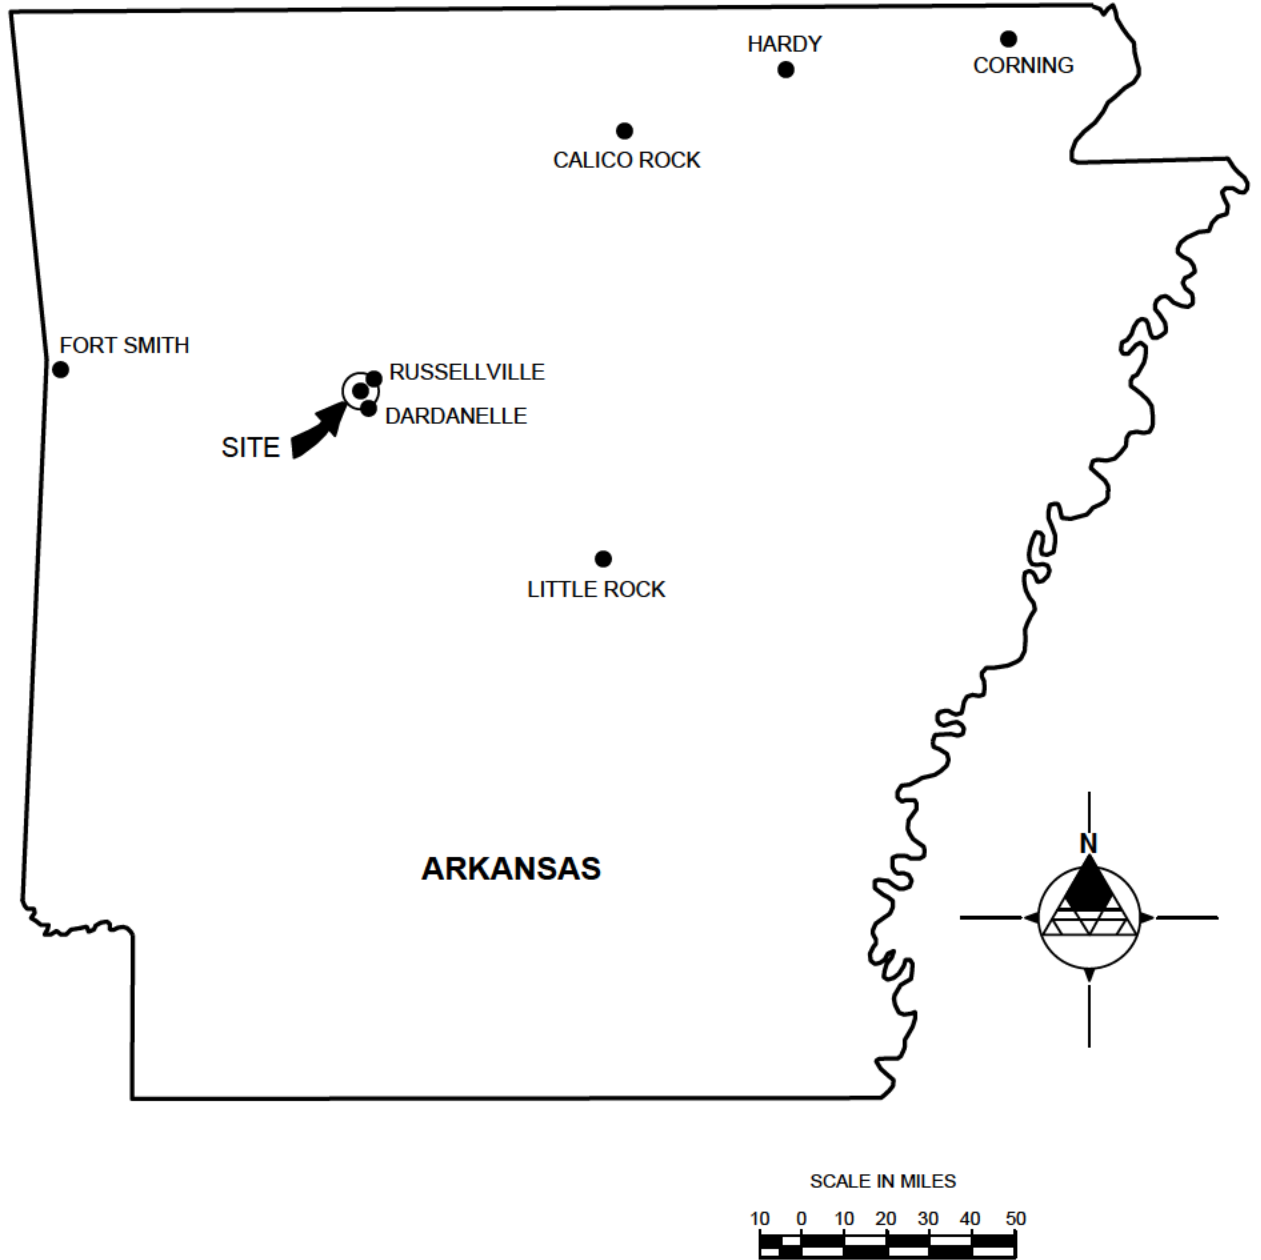 HARDY
CORNING
CALICO ROCK
FORT SMITH
RUSSELLVILLE
DARDANELLE
SITE
LITTLE ROCK
ARKANSAS
N
SCALE IN MILES
10 0 10 20 30 40 50